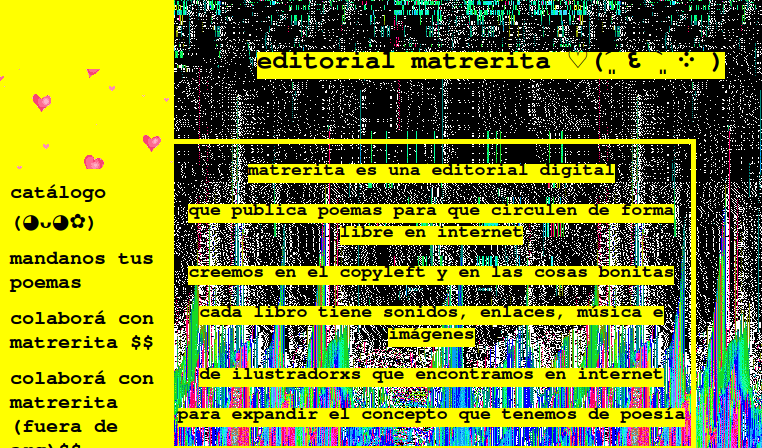 editorial matrerita ♡( ͒ ꒰ ͒ ⁘ )
catálogo
(◕ᴗ◕✿)
mandanos tus
poemas
colaborá con
matrerita $$
colaborá con
matrerita
(fuera de
arg)$$
matrerita es una editorial digital
que publica poemas para que circulen de forma
libre en internet
creemos en el copyleft y en las cosas bonitas
cada libro tiene sonidos, enlaces, música e
imágenes
de ilustradorxs que encontramos en internet
para expandir el concepto que tenemos de poesía